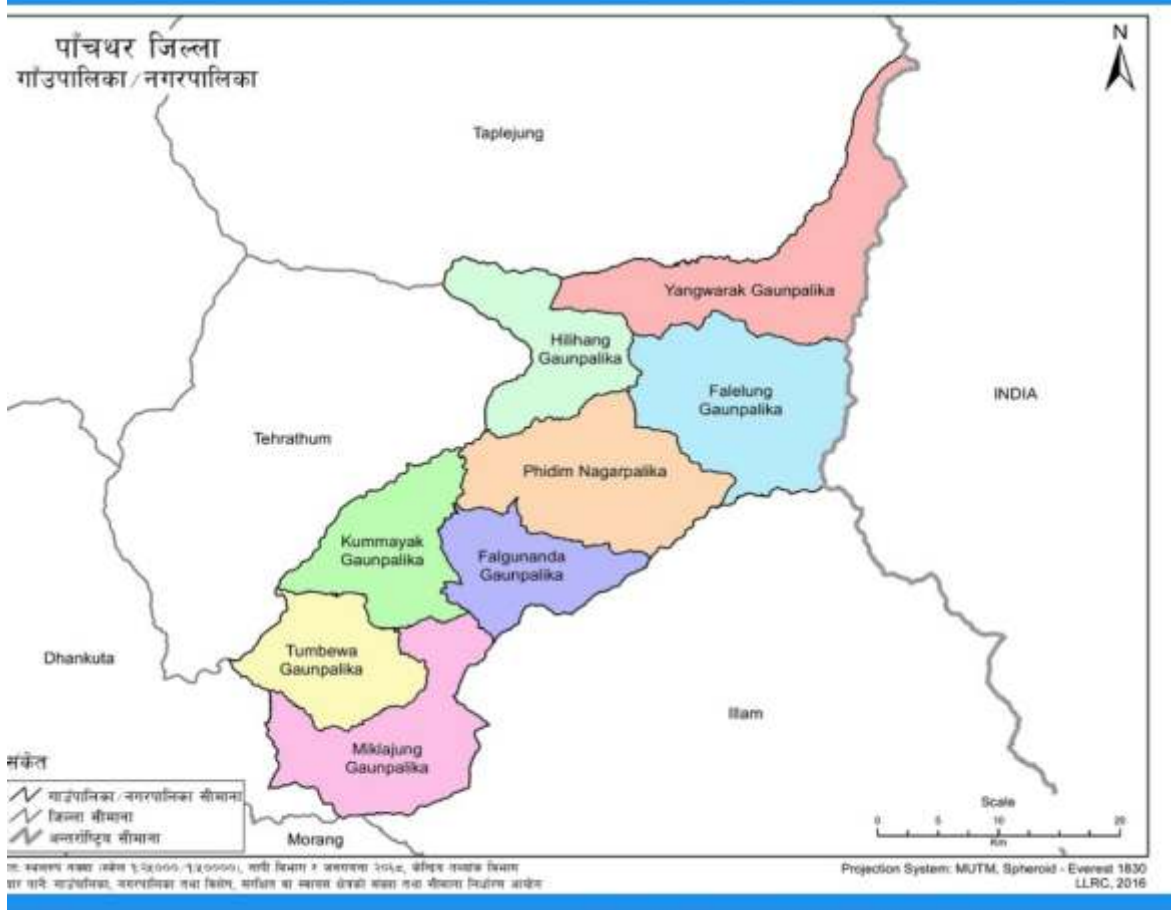 पाँचथर जिल्ला
गाँउपालिका/नगरपालिका
N
Taplejung
Yangwarak Gaunpalika
Hilihang
Gaunpalika
Falelung
Gaunpalika
INDIA
Tehrathum
Phidim Nagarpalika
Kummayak
Gaunpalika
Falgunanda
Gaunpalika
Tumbewa
Gaunpalika
Dhankuta
Illam
Miklajung
Gaunpalika
संकेत
गाउँपालिका/नगरपालिका सीमाना
जिल्ला सीमाना
अन्तर्राष्ट्रिय सीमाना
Morang
Scale
0 5 10 20
Km
Projection System: MUTM, Spheroid - Everest 1830
LLRC, 2016